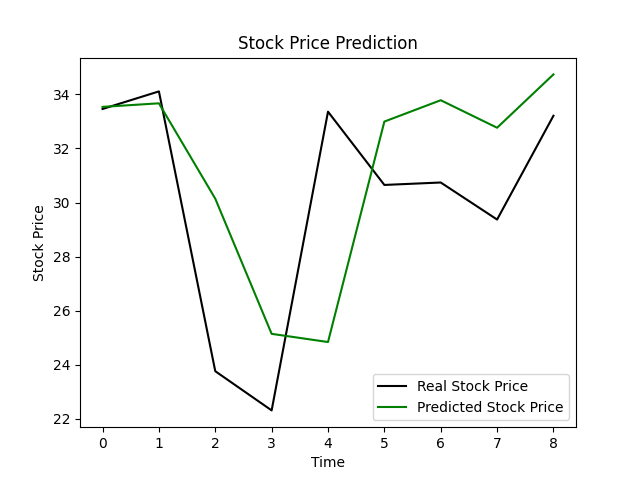 Stock Price Prediction
Stock Price
34
32
30
28
26
24
22
Real Stock Price
Predicted Stock Price
0 1 2 3 4 5 6 7 8
Time